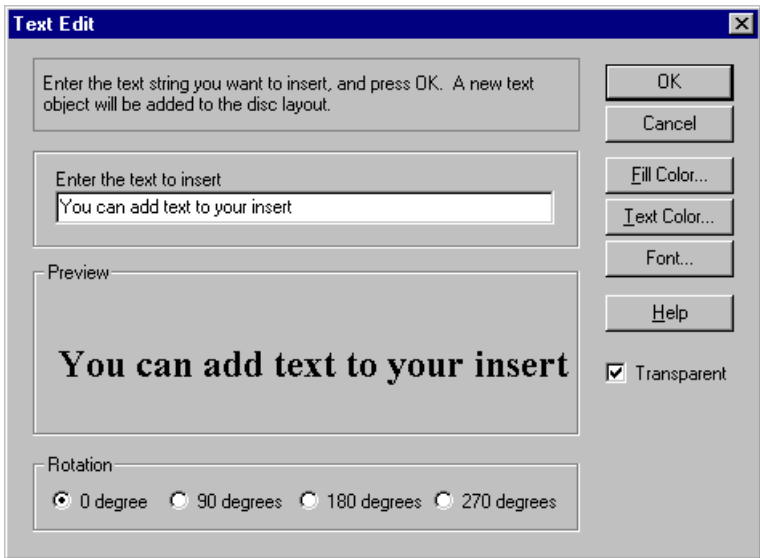 Text Edit
Enter the text string you want to insert, and press OK.  A new text
object will be added to the disc layout.
OK
Cancel
Enter the text to insert
You can add text to your insert
Fill Color...
Text Color...
Font...
Preview
You can add text to your insert
Help
Transparent
Rotation
0 degree 90 degrees 180 degrees 270 degrees